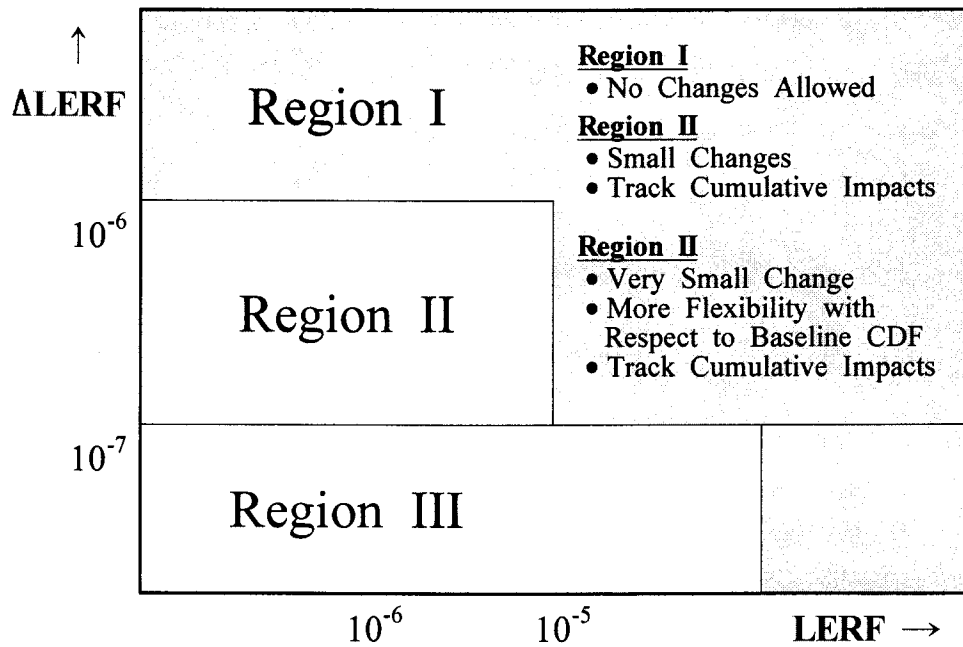 ↑
ΔLERF
Region I
Region I
• No Changes Allowed
Region II
• Small Changes
• Track Cumulative Impacts
10⁻⁶
Region II
Region II
• Very Small Change
• More Flexibility with
Respect to Baseline CDF
• Track Cumulative Impacts
10⁻⁷
Region III
10⁻⁶
10⁻⁵
LERF →